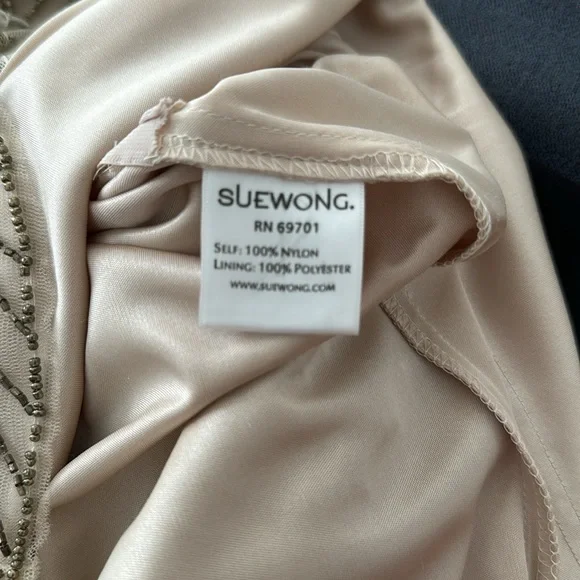 SUEWONG.
RN 69701
SELF: 100% NYLON
LINING: 100% POLYESTER
WWW.SUEWONG.COM